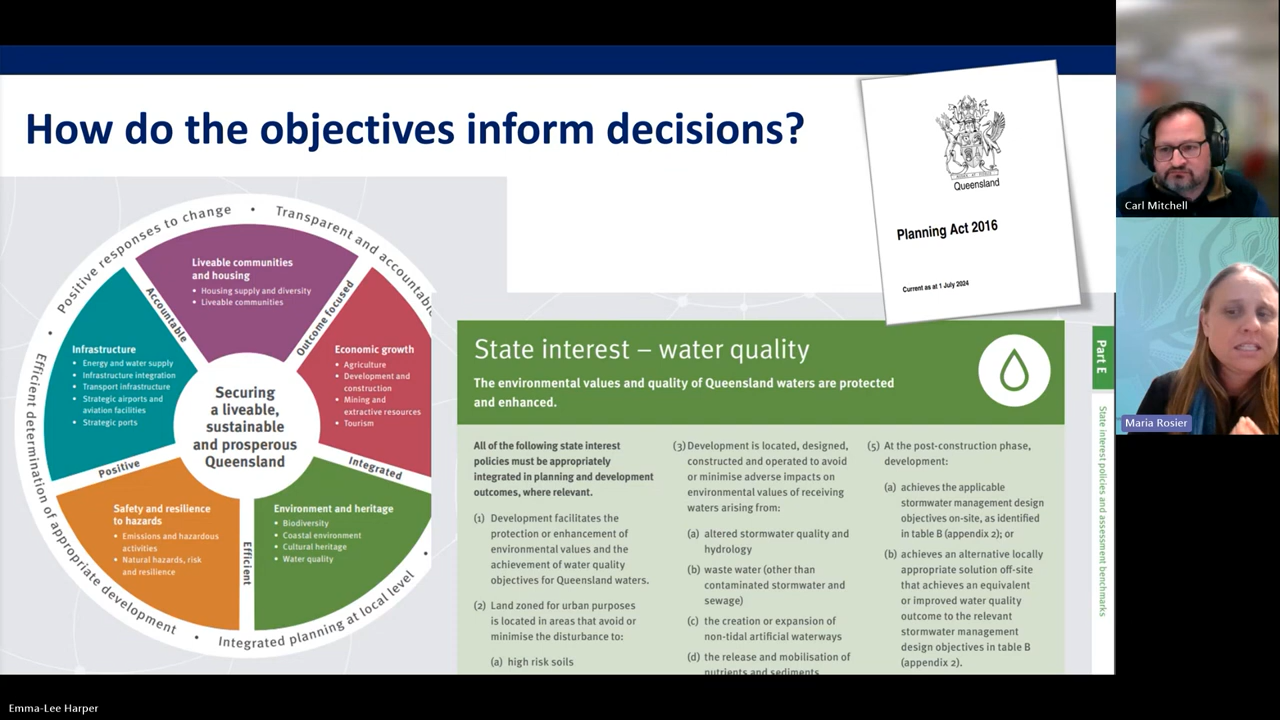 How do the objectives inform decisions?
Queensland
Planning Act 2016
Current as at 1 July 2024
Positive responses to change • Transparent and accountable
Efficient determination of appropriate development • Integrated planning at local level •
Accountable
Outcome focused
Integrated
Efficient
Positive
Liveable communities
and housing
• Housing supply and diversity
• Liveable communities
Infrastructure
• Energy and water supply
• Infrastructure integration
• Transport infrastructure
• Strategic airports and
aviation facilities
• Strategic ports
Economic growth
• Agriculture
• Development and
construction
• Mining and
extractive resources
• Tourism
Securing
a liveable,
sustainable
and prosperous
Queensland
Safety and resilience
to hazards
• Emissions and hazardous
activities
• Natural hazards, risk
and resilience
Environment and heritage
• Biodiversity
• Coastal environment
• Cultural heritage
• Water quality
State interest – water quality
The environmental values and quality of Queensland waters are protected
and enhanced.
All of the following state interest
policies must be appropriately
integrated in planning and development
outcomes, where relevant.
(1) Development facilitates the
protection or enhancement of
environmental values and the
achievement of water quality
objectives for Queensland waters.
(2) Land zoned for urban purposes
is located in areas that avoid or
minimise the disturbance to:
(a) high risk soils
(3) Development is located, designed,
constructed and operated to avoid
or minimise adverse impacts on
environmental values of receiving
waters arising from:
(a) altered stormwater quality and
hydrology
(b) waste water (other than
contaminated stormwater and
sewage)
(c) the creation or expansion of
non-tidal artificial waterways
(d) the release and mobilisation of
nutrients and sediments
(5) At the post-construction phase,
development:
(a) achieves the applicable
stormwater management design
objectives on-site, as identified
in table B (appendix 2); or
(b) achieves an alternative locally
appropriate solution off-site
that achieves an equivalent
or improved water quality
outcome to the relevant
stormwater management
design objectives in table B
(appendix 2).
Part E
State interest policies and assessment benchmarks
Carl Mitchell
Maria Rosier
Emma-Lee Harper